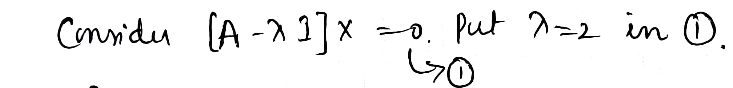 Consider [A - λ I] X = 0. Put λ = 2 in ①.
↳ ①